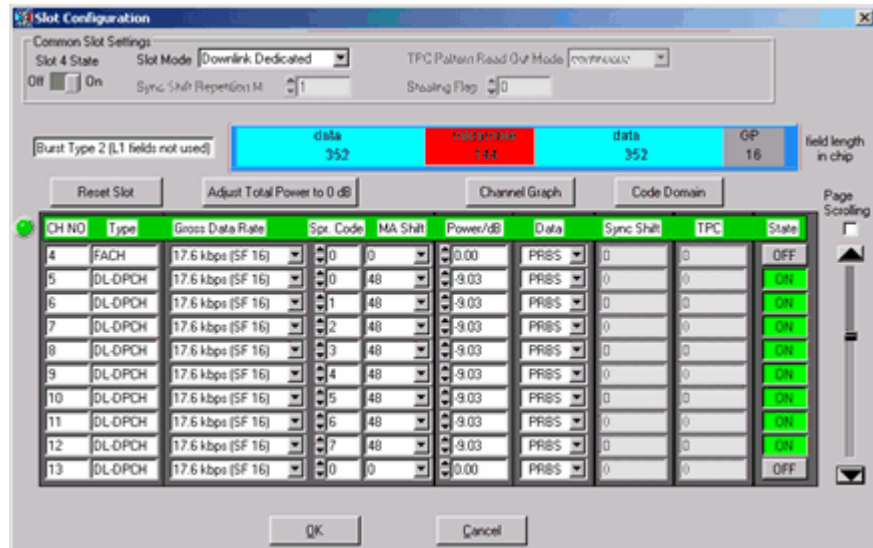 Slot Configuration
Common Slot Settings
Slot 4 State
Off On
Slot Mode Downlink Dedicated
TPC Pattern Read Out Mode continuous
Sync Shift Repetition M 1
Stealing Flag 0
Burst Type 2 (L1 fields not used)
data midamble data GP
352 144 352 16
field length in chip
Reset Slot Adjust Total Power to 0 dB Channel Graph Code Domain
Page Scrolling
CH NO Type Gross Data Rate Spr. Code MA Shift Power/dB Data Sync Shift TPC State
4 FACH 17.6 kbps (SF 16) 0 0 0.00 PRBS 0 0 OFF
5 DL-DPCH 17.6 kbps (SF 16) 0 48 -9.03 PRBS 0 0 ON
6 DL-DPCH 17.6 kbps (SF 16) 1 48 -9.03 PRBS 0 0 ON
7 DL-DPCH 17.6 kbps (SF 16) 2 48 -9.03 PRBS 0 0 ON
8 DL-DPCH 17.6 kbps (SF 16) 3 48 -9.03 PRBS 0 0 ON
9 DL-DPCH 17.6 kbps (SF 16) 4 48 -9.03 PRBS 0 0 ON
10 DL-DPCH 17.6 kbps (SF 16) 5 48 -9.03 PRBS 0 0 ON
11 DL-DPCH 17.6 kbps (SF 16) 6 48 -9.03 PRBS 0 0 ON
12 DL-DPCH 17.6 kbps (SF 16) 7 48 -9.03 PRBS 0 0 ON
13 DL-DPCH 17.6 kbps (SF 16) 0 0 0.00 PRBS 0 0 OFF
OK Cancel